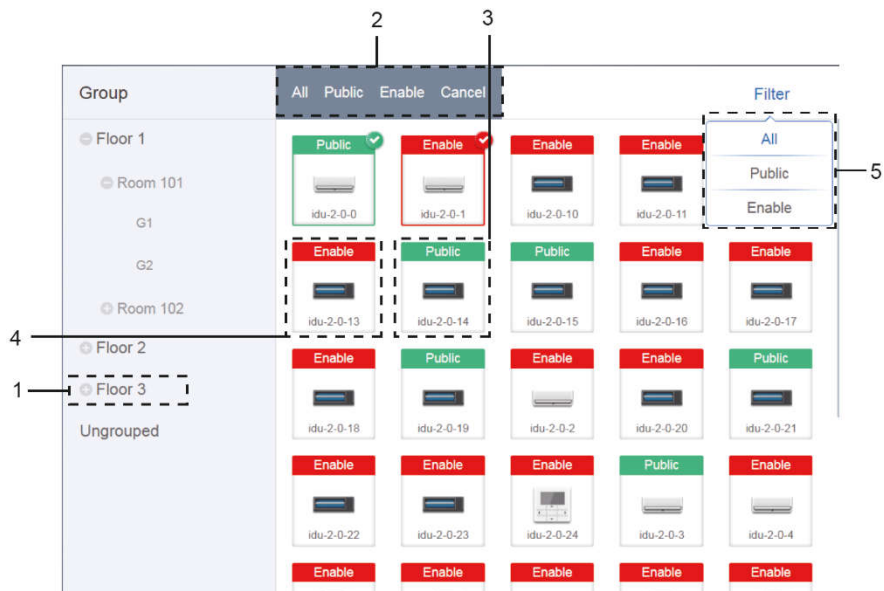 2
3
Group
All Public Enable Cancel
Filter
Floor 1
Public
Enable
Enable
Enable
All
Room 101
Public
5
idu-2-0-0
idu-2-0-1
idu-2-0-10
idu-2-0-11
Enable
G1
Enable
Public
Public
Enable
Enable
G2
Room 102
idu-2-0-13
idu-2-0-14
idu-2-0-15
idu-2-0-16
idu-2-0-17
4
Floor 2
Enable
Public
Enable
Enable
Public
1
Floor 3
Ungrouped
idu-2-0-18
idu-2-0-19
idu-2-0-2
idu-2-0-20
idu-2-0-21
Enable
Enable
Enable
Public
Enable
idu-2-0-22
idu-2-0-23
idu-2-0-24
idu-2-0-3
idu-2-0-4
Enable
Enable
Enable
Enable
Enable